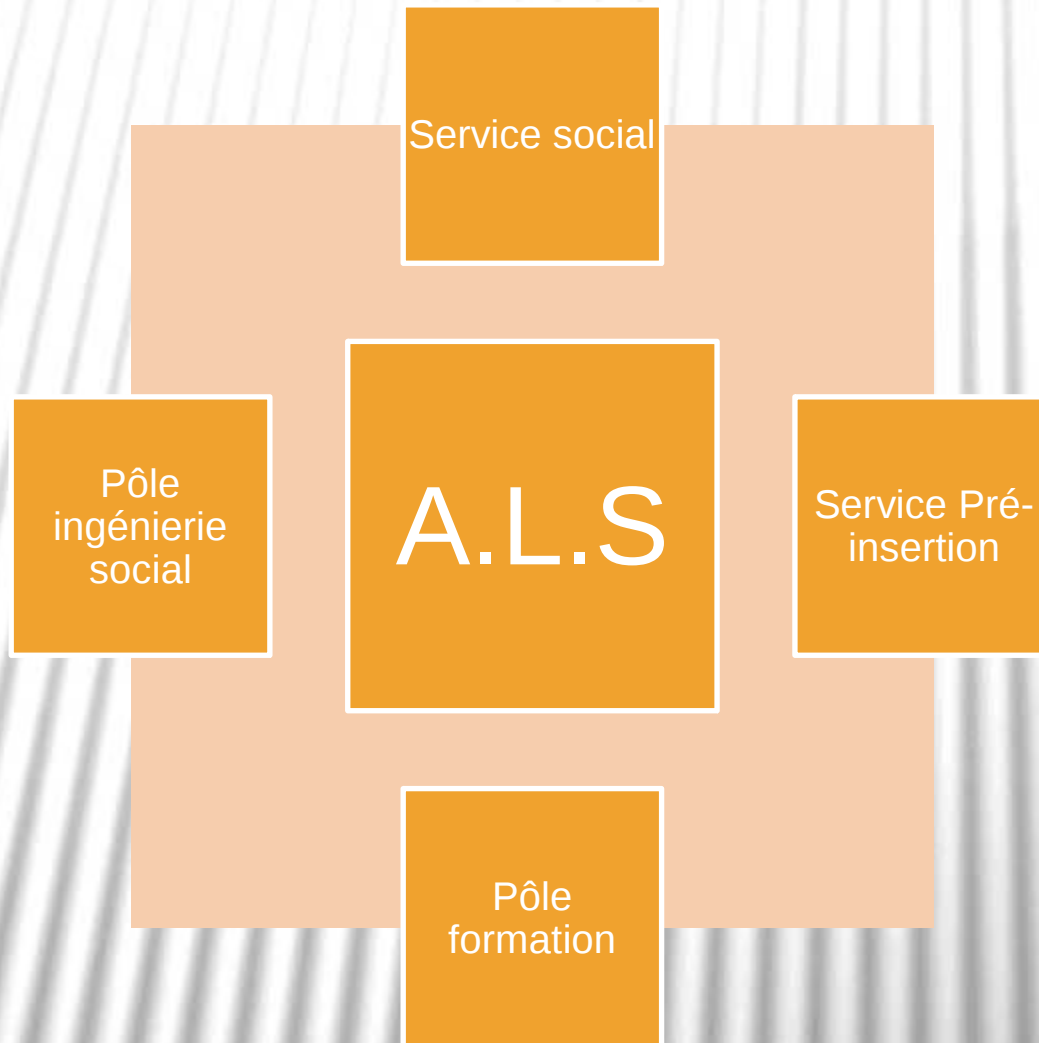 Service social
Pôle
ingénierie
social
A.L.S
Service Pré-
insertion
Pôle
formation